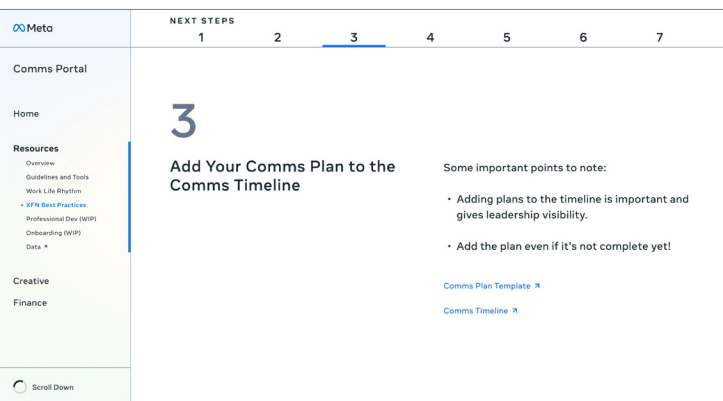 Meta
Comms Portal
Home
Resources
Overview
Guidelines and Tools
Work Life Rhythm
• XFN Best Practices
Professional Dev (WIP)
Onboarding (WIP)
Data ↗
Creative
Finance
Scroll Down
NEXT STEPS
1 2 3 4 5 6 7
3
Add Your Comms Plan to the
Comms Timeline
Some important points to note:
• Adding plans to the timeline is important and
gives leadership visibility.
• Add the plan even if it's not complete yet!
Comms Plan Template ↗
Comms Timeline ↗